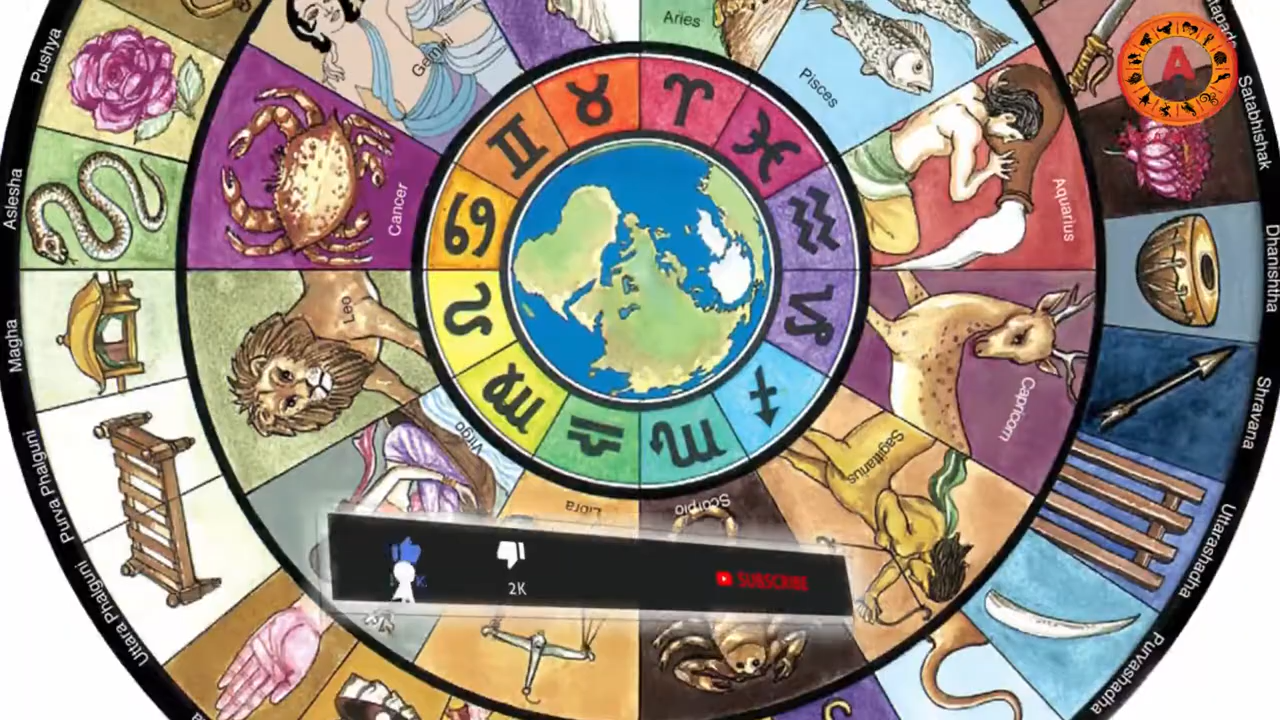 Aries
Pisces
Aquarius
Capricorn
Sagittarius
Scorpio
Libra
Virgo
Leo
Cancer
Gemini
Pushya
Aslesha
Magha
Purva Phalguni
Uttara Phalguni
Satabhishak
Dhanishtha
Shravana
Uttarashadha
Purvashadha
A
2K
SUBSCRIBE